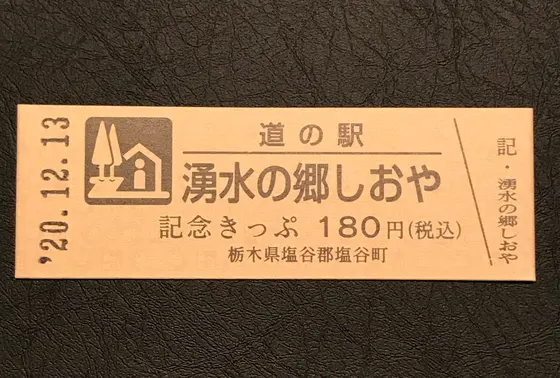 '20.12.13
道の駅
湧水の郷しおや
記念きっぷ 180円(税込)
栃木県塩谷郡塩谷町
記・湧水の郷しおや